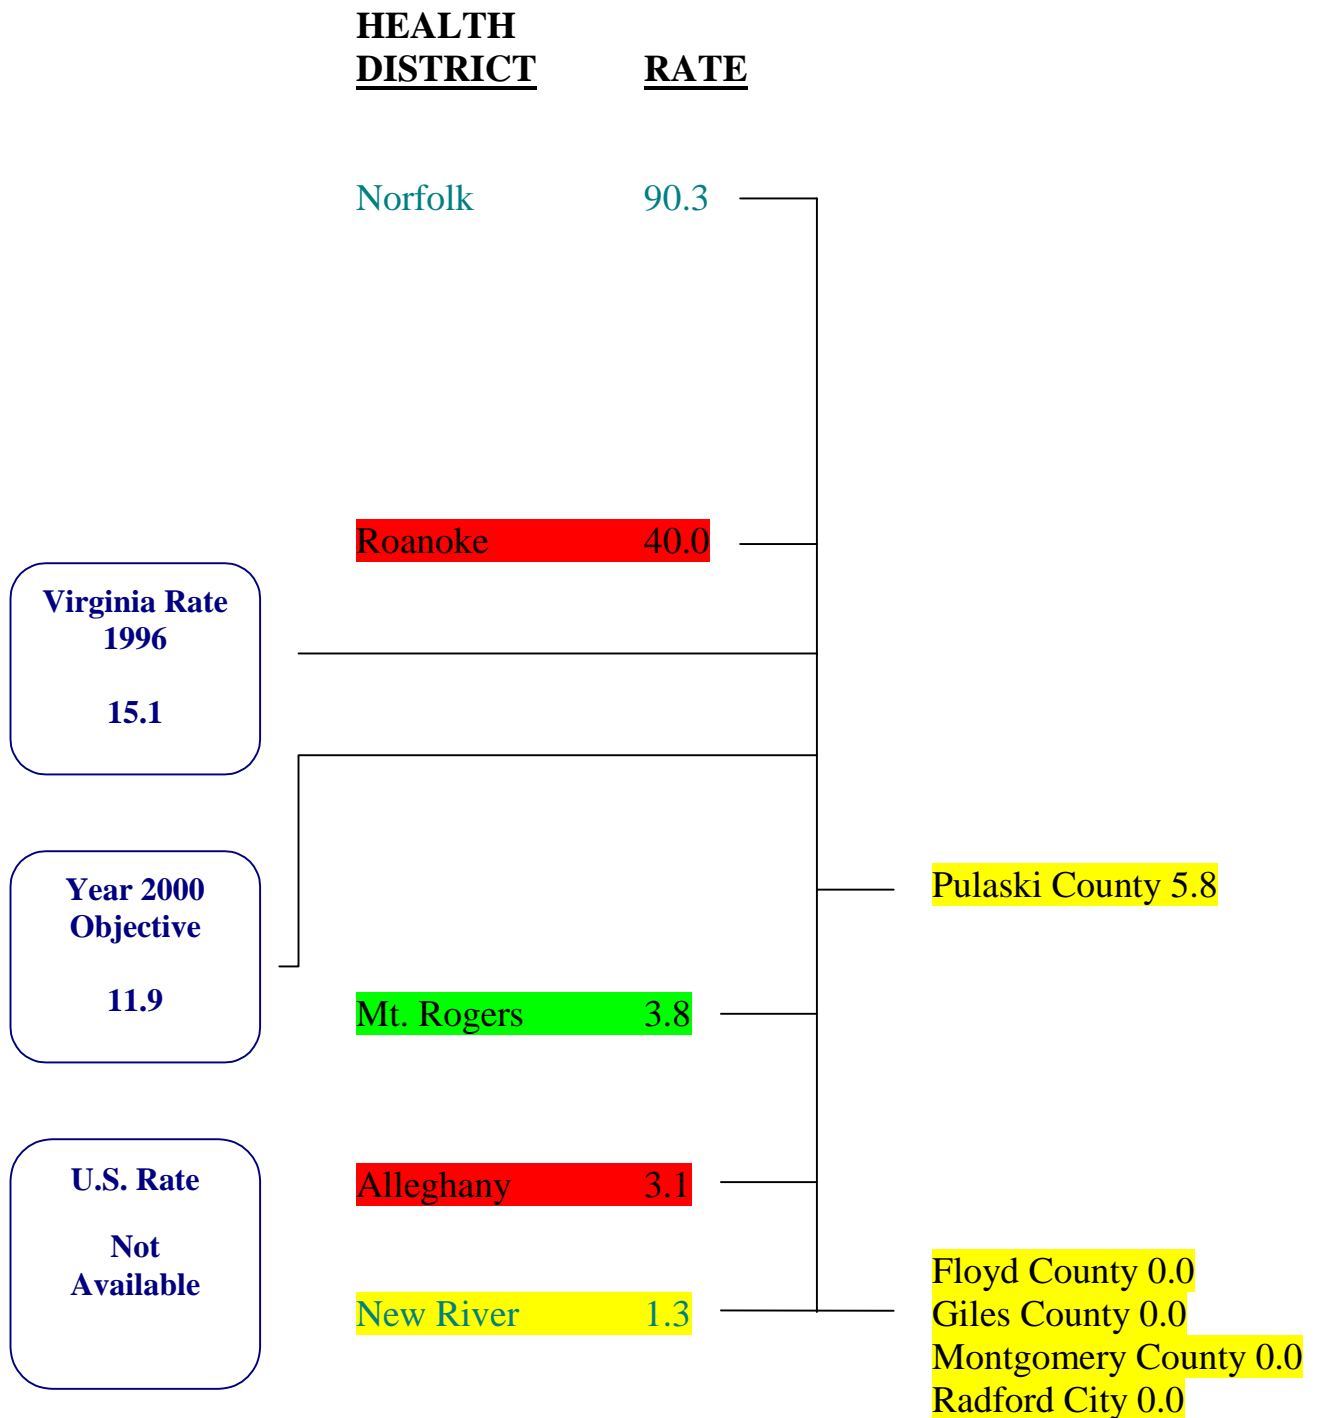 HEALTH
DISTRICT RATE
Norfolk 90.3
Roanoke 40.0
Virginia Rate
1996
15.1
Year 2000
Objective
11.9
Pulaski County 5.8
Mt. Rogers 3.8
U.S. Rate
Not
Available
Alleghany 3.1
New River 1.3
Floyd County 0.0
Giles County 0.0
Montgomery County 0.0
Radford City 0.0